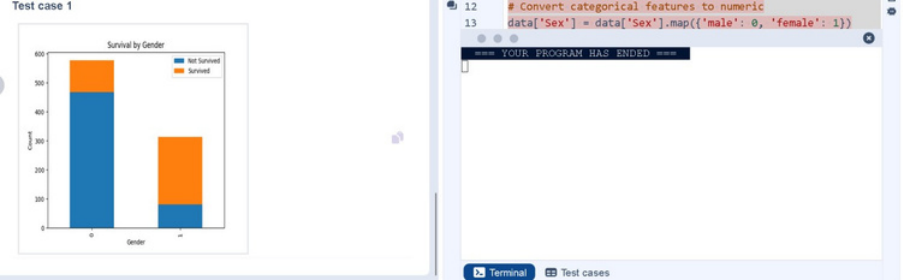 Test case 1
Survival by Gender
Not Survived
Survived
600
500
400
300
200
100
0
Count
0
1
Gender
12 # Convert categorical features to numeric
13 data['Sex'] = data['Sex'].map({'male': 0, 'female': 1})
=== YOUR PROGRAM HAS ENDED ===
Terminal Test cases